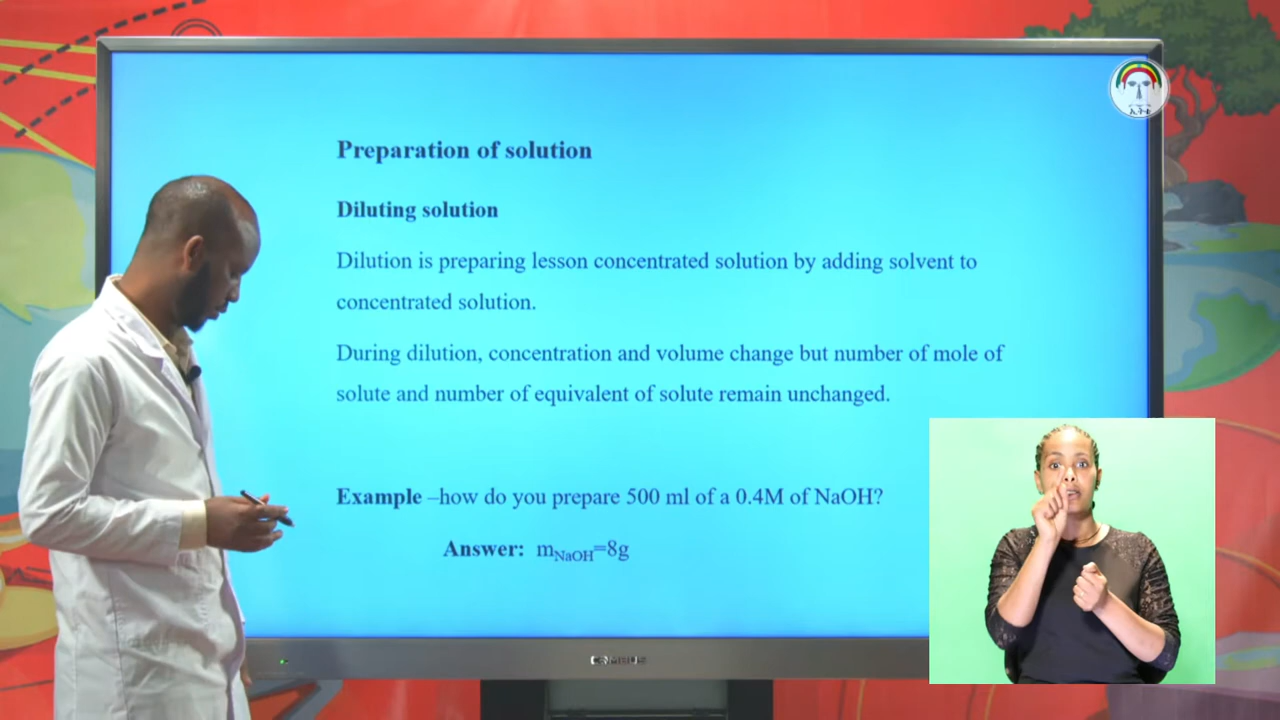 Preparation of solution
Diluting solution
Dilution is preparing lesson concentrated solution by adding solvent to
concentrated solution.
During dilution, concentration and volume change but number of mole of
solute and number of equivalent of solute remain unchanged.
Example –how do you prepare 500 ml of a 0.4M of NaOH?
Answer: mNaOH=8g